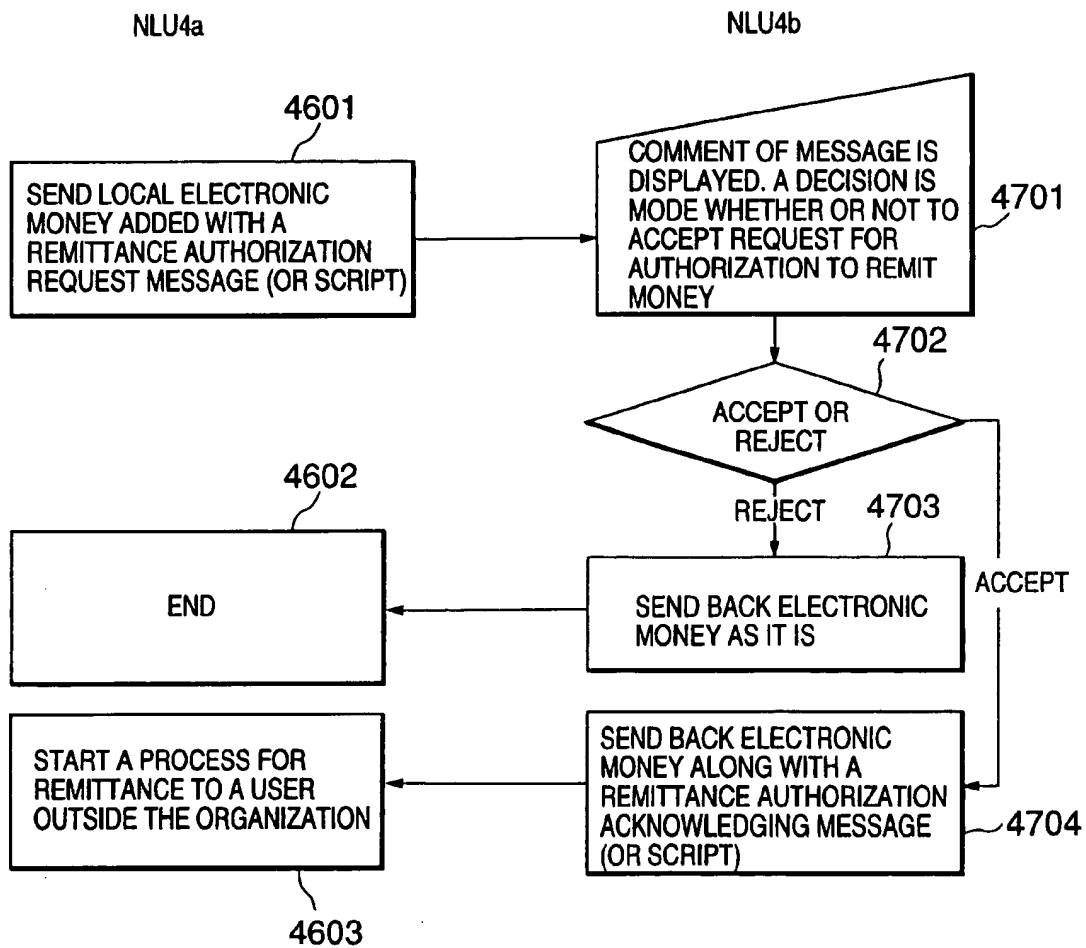 NLU4a
NLU4b
4601
SEND LOCAL ELECTRONIC
MONEY ADDED WITH A
REMITTANCE AUTHORIZATION
REQUEST MESSAGE (OR SCRIPT)
COMMENT OF MESSAGE IS
DISPLAYED. A DECISION IS
MODE WHETHER OR NOT TO
ACCEPT REQUEST FOR
AUTHORIZATION TO REMIT
MONEY
4701
4702
ACCEPT OR
REJECT
REJECT
ACCEPT
4602
END
4703
SEND BACK ELECTRONIC
MONEY AS IT IS
START A PROCESS FOR
REMITTANCE TO A USER
OUTSIDE THE ORGANIZATION
4603
SEND BACK ELECTRONIC
MONEY ALONG WITH A
REMITTANCE AUTHORIZATION
ACKNOWLEDGING MESSAGE
(OR SCRIPT)
4704